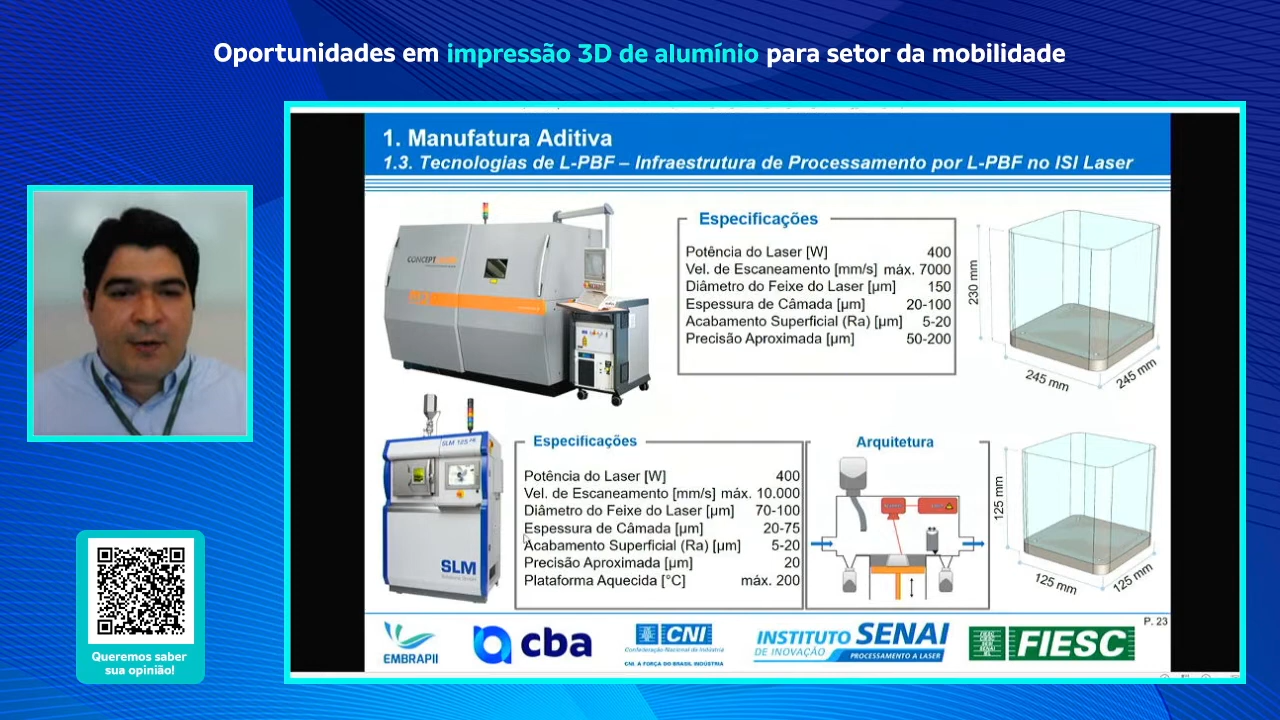 Oportunidades em impressão 3D de alumínio para setor da mobilidade
1. Manufatura Aditiva
1.3. Tecnologias de L-PBF – Infraestrutura de Processamento por L-PBF no ISI Laser
CONCEPT
Especificações
Potência do Laser [W] 400
Vel. de Escaneamento [mm/s] máx. 7000
Diâmetro do Feixe do Laser [µm] 150
Espessura de Câmada [µm] 20-100
Acabamento Superficial (Ra) [µm] 5-20
Precisão Aproximada [µm] 50-200
230 mm
245 mm
245 mm
SLM 125
SLM
Especificações
Potência do Laser [W] 400
Vel. de Escaneamento [mm/s] máx. 10.000
Diâmetro do Feixe do Laser [µm] 70-100
Espessura de Câmada [µm] 20-75
Acabamento Superficial (Ra) [µm] 5-20
Precisão Aproximada [µm] 20
Plataforma Aquecida [°C] máx. 200
Arquitetura
125 mm
125 mm
125 mm
P. 23
EMBRAPII
cba
CNI
Confederação Nacional da Indústria
CNI. A FORÇA DO BRASIL INDÚSTRIA
INSTITUTO SENAI
DE INOVAÇÃO
PROCESSAMENTO A LASER
FIESC
Queremos saber
sua opinião!